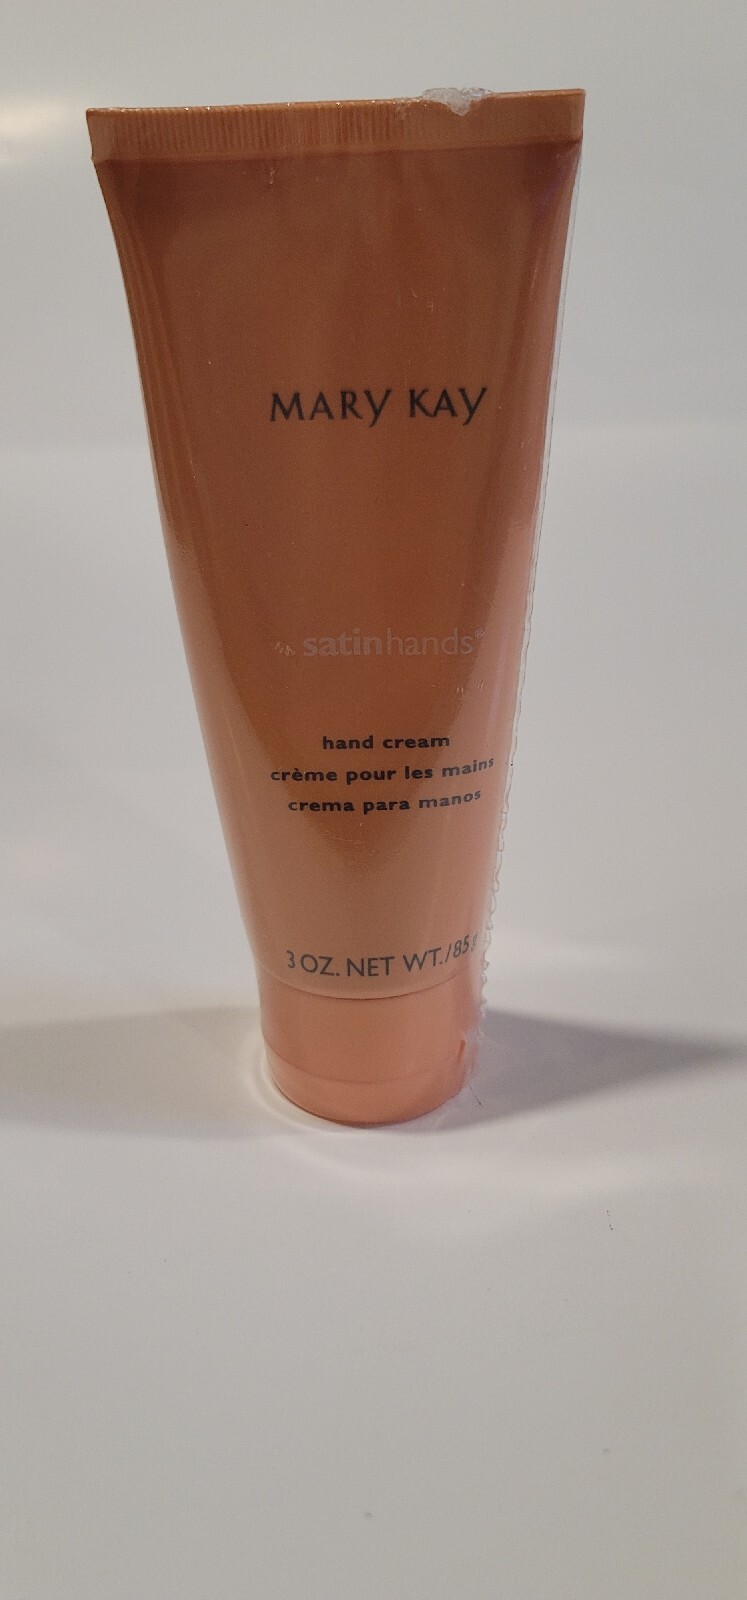 MARY KAY
satinhands®
hand cream
crème pour les mains
crema para manos
3 OZ. NET WT./85 g